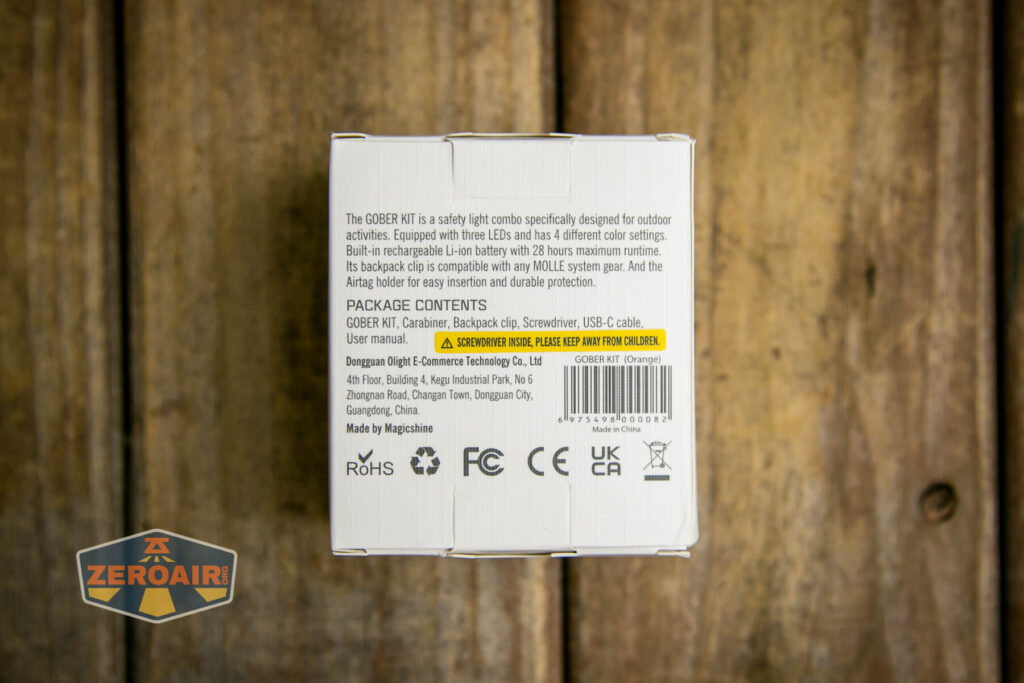 The GOBER KIT is a safety light combo specifically designed for outdoor
activities. Equipped with three LEDs and has 4 different color settings.
Built-in rechargeable Li-ion battery with 28 hours maximum runtime.
Its backpack clip is compatible with any MOLLE system gear. And the
Airtag holder for easy insertion and durable protection.
PACKAGE CONTENTS
GOBER KIT, Carabiner, Backpack clip, Screwdriver, USB-C cable,
User manual.
SCREWDRIVER INSIDE, PLEASE KEEP AWAY FROM CHILDREN.
Dongguan Olight E-Commerce Technology Co., Ltd
4th Floor, Building 4, Kegu Industrial Park, No 6
Zhongnan Road, Changan Town, Dongguan City,
Guangdong, China.
Made by Magicshine
GOBER KIT (Orange)
6 975498 000082
Made in China
RoHS FC CE UK CA
ZEROAIR.ORG